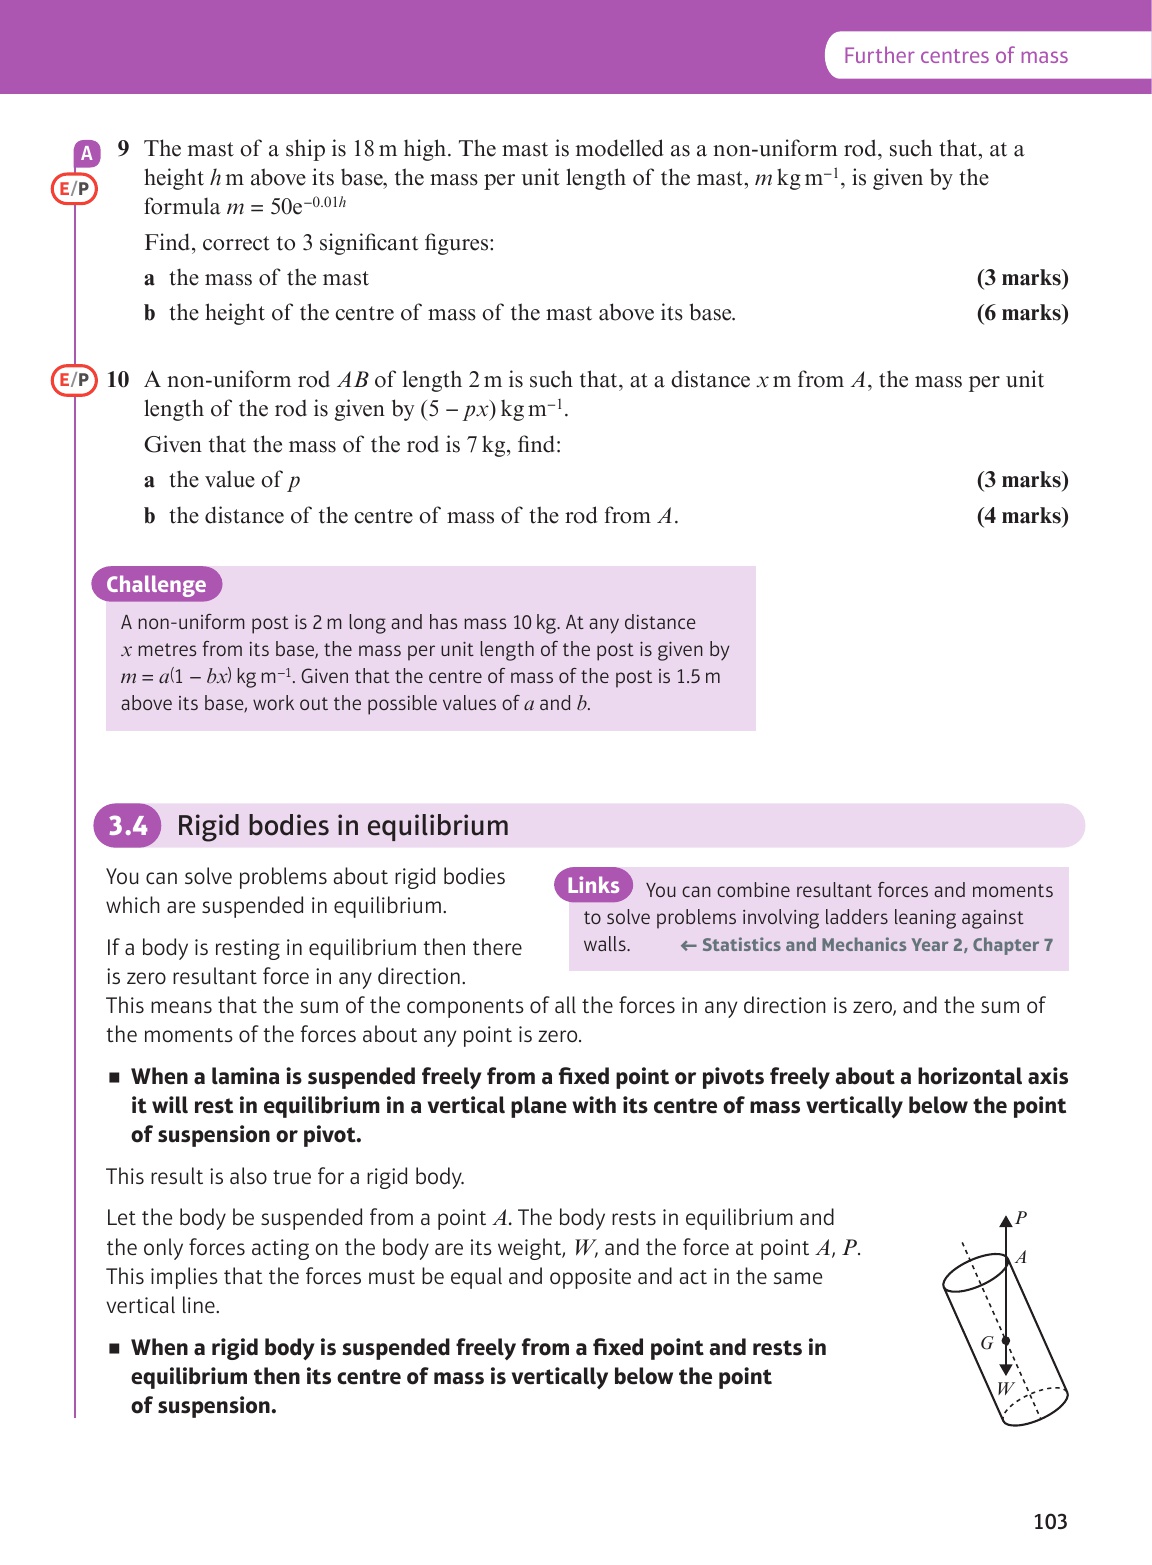 Further centres of mass
A
E/P
9 The mast of a ship is 18 m high. The mast is modelled as a non-uniform rod, such that, at a
height h m above its base, the mass per unit length of the mast, m kg m⁻¹, is given by the
formula m = 50e⁻⁰·⁰¹ʰ
Find, correct to 3 significant figures:
a the mass of the mast (3 marks)
b the height of the centre of mass of the mast above its base. (6 marks)
E/P
10 A non-uniform rod AB of length 2 m is such that, at a distance x m from A, the mass per unit
length of the rod is given by (5 − px) kg m⁻¹.
Given that the mass of the rod is 7 kg, find:
a the value of p (3 marks)
b the distance of the centre of mass of the rod from A. (4 marks)
Challenge
A non-uniform post is 2 m long and has mass 10 kg. At any distance
x metres from its base, the mass per unit length of the post is given by
m = a(1 − bx) kg m⁻¹. Given that the centre of mass of the post is 1.5 m
above its base, work out the possible values of a and b.
3.4 Rigid bodies in equilibrium
You can solve problems about rigid bodies
which are suspended in equilibrium.
Links You can combine resultant forces and moments
to solve problems involving ladders leaning against
walls. ← Statistics and Mechanics Year 2, Chapter 7
If a body is resting in equilibrium then there
is zero resultant force in any direction.
This means that the sum of the components of all the forces in any direction is zero, and the sum of
the moments of the forces about any point is zero.
■ When a lamina is suspended freely from a fixed point or pivots freely about a horizontal axis
it will rest in equilibrium in a vertical plane with its centre of mass vertically below the point
of suspension or pivot.
This result is also true for a rigid body.
Let the body be suspended from a point A. The body rests in equilibrium and
the only forces acting on the body are its weight, W, and the force at point A, P.
This implies that the forces must be equal and opposite and act in the same
vertical line.
■ When a rigid body is suspended freely from a fixed point and rests in
equilibrium then its centre of mass is vertically below the point
of suspension.
P
A
G
W
103